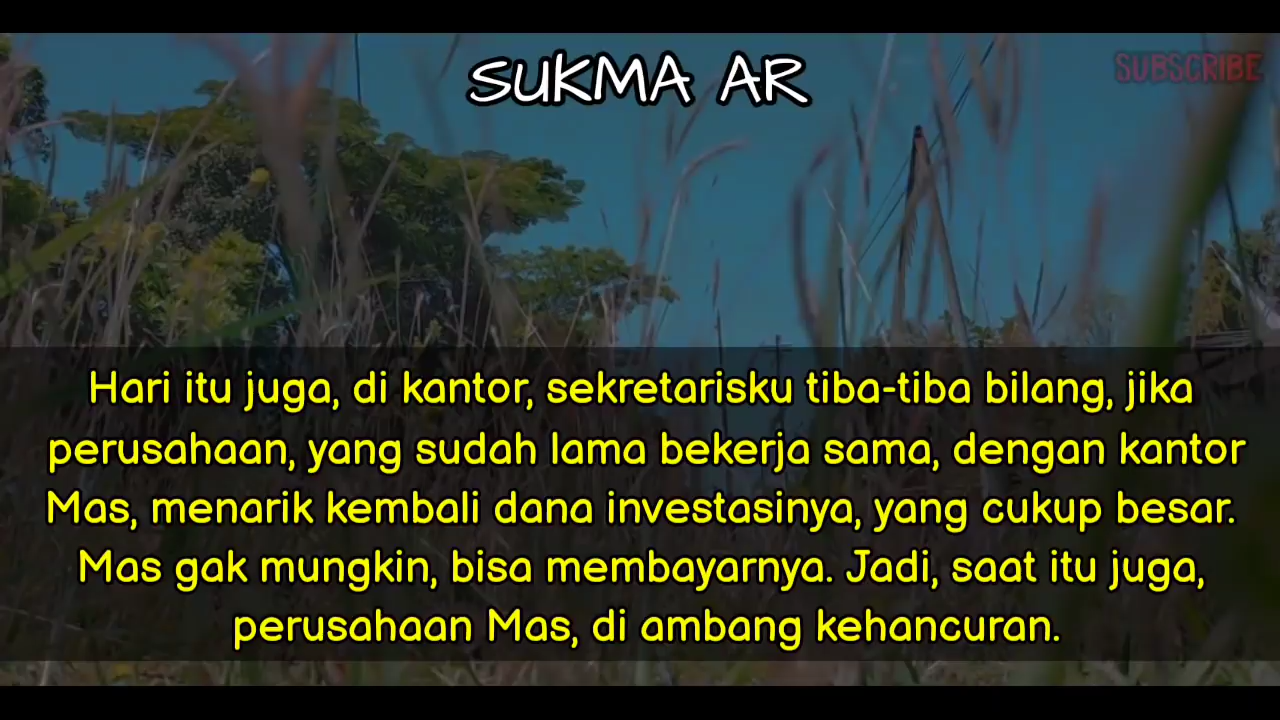 SUKMA AR
SUBSCRIBE
Hari itu juga, di kantor, sekretarisku tiba-tiba bilang, jika
perusahaan, yang sudah lama bekerja sama, dengan kantor
Mas, menarik kembali dana investasinya, yang cukup besar.
Mas gak mungkin, bisa membayarnya. Jadi, saat itu juga,
perusahaan Mas, di ambang kehancuran.